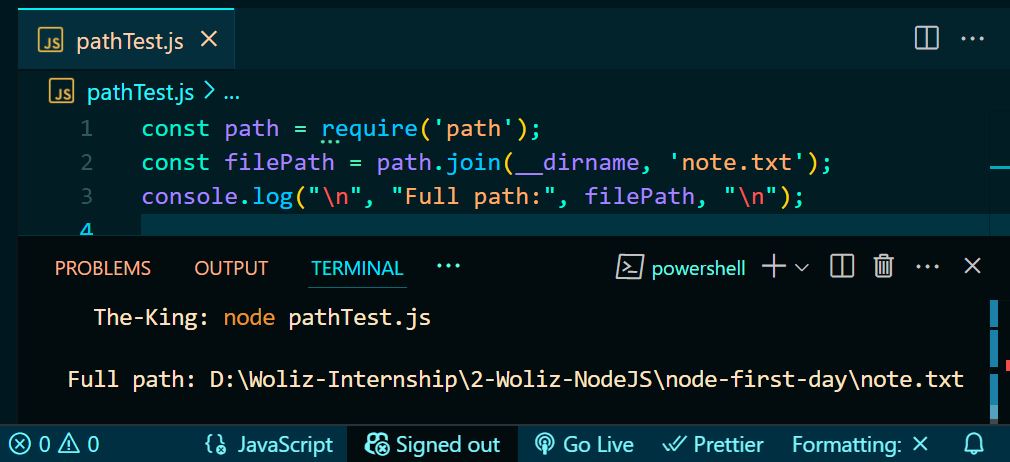 JS pathTest.js ×
JS pathTest.js > ...
1 const path = require('path');
2 const filePath = path.join(__dirname, 'note.txt');
3 console.log("\n", "Full path:", filePath, "\n");
4
PROBLEMS OUTPUT TERMINAL ··· powershell
The-King: node pathTest.js
Full path: D:\Woliz-Internship\2-Woliz-NodeJS\node-first-day\note.txt
0 0 JavaScript Signed out Go Live Prettier Formatting: ×